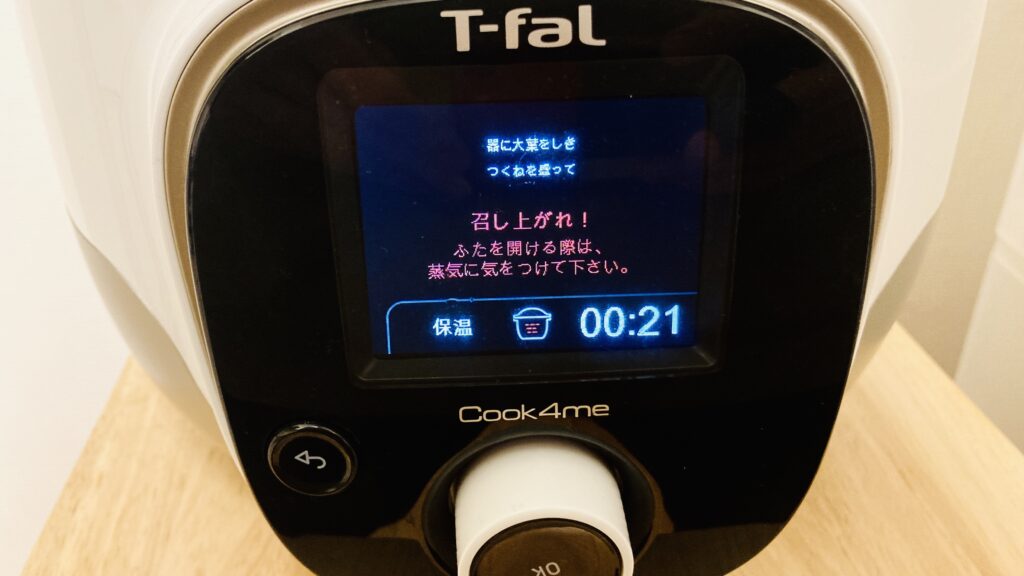 T-fal
器に大葉をしき
つくねを盛って
召し上がれ！
ふたを開ける際は、
蒸気に気をつけて下さい。
保温 00:21
Cook4me
OK